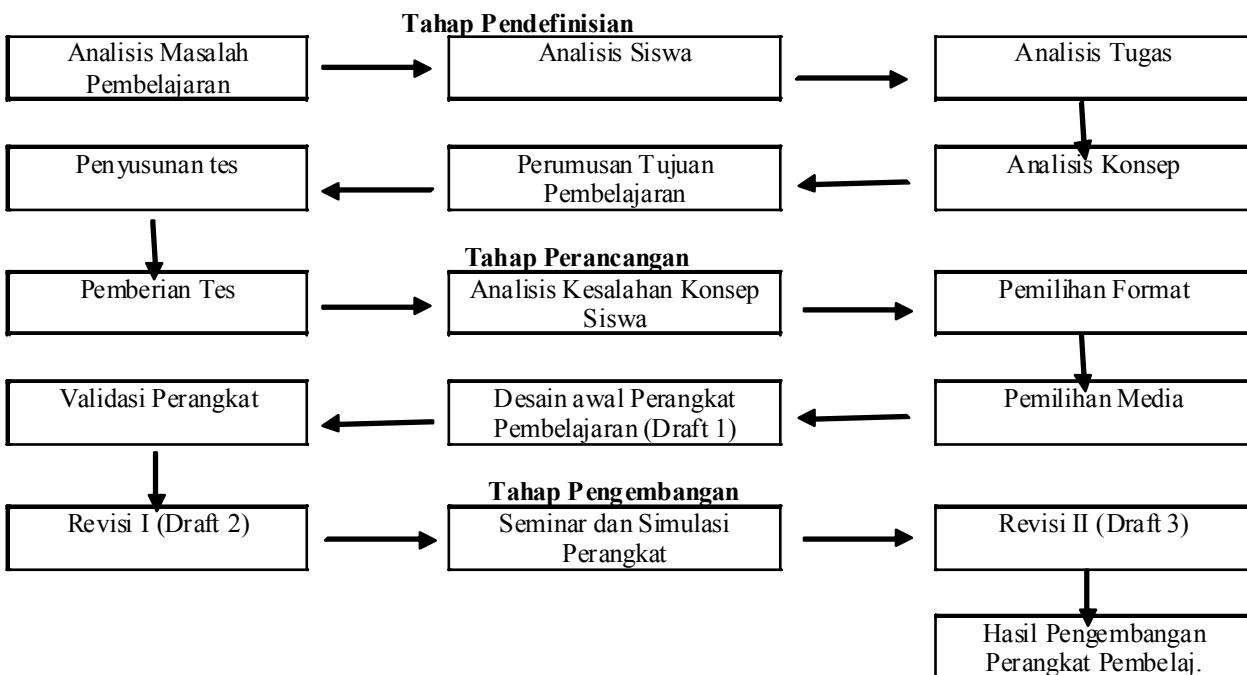 Tahap Pendefinisian
Analisis Masalah
Pembelajaran
Analisis Siswa
Analisis Tugas
Penyusunan tes
Perumusan Tujuan
Pembelajaran
Analisis Konsep
Tahap Perancangan
Pemberian Tes
Analisis Kesalahan Konsep
Siswa
Pemilihan Format
Validasi Perangkat
Desain awal Perangkat
Pembelajaran (Draft 1)
Pemilihan Media
Tahap Pengembangan
Revisi I (Draft 2)
Seminar dan Simulasi
Perangkat
Revisi II (Draft 3)
Hasil Pengembangan
Perangkat Pembelaj.